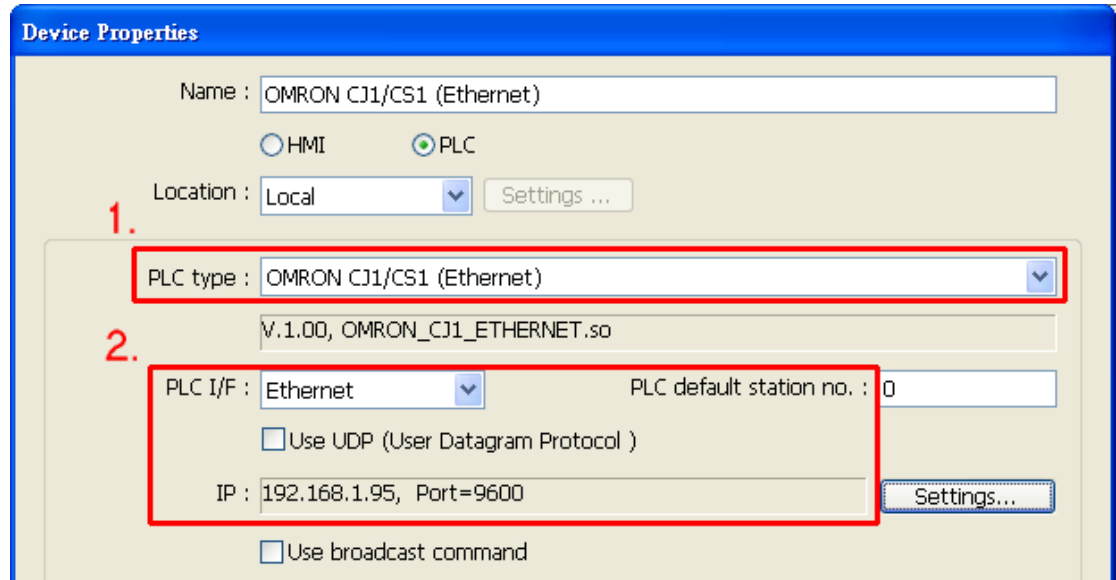 Device Properties
Name : OMRON CJ1/CS1 (Ethernet)
HMI PLC
Location : Local Settings ...
1.
PLC type : OMRON CJ1/CS1 (Ethernet)
V.1.00, OMRON_CJ1_ETHERNET.so
2.
PLC I/F : Ethernet PLC default station no. : 0
Use UDP (User Datagram Protocol )
IP : 192.168.1.95, Port=9600 Settings...
Use broadcast command